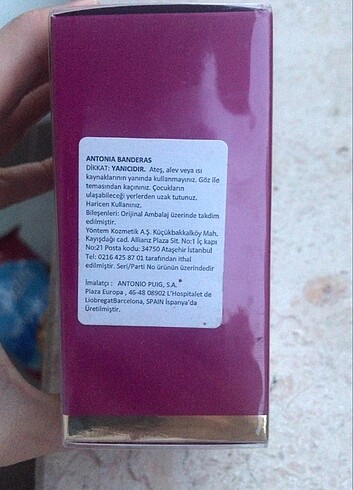 ANTONIA BANDERAS
DİKKAT: YANICIDIR. Ateş, alev veya ısı
kaynaklarının yanında kullanmayınız. Göz ile
temasından kaçınınız. Çocukların
ulaşabileceği yerlerden uzak tutunuz.
Haricen Kullanınız.
Bileşenleri: Orijinal Ambalaj üzerinde takdim
edilmiştir.
Yöntem Kozmetik A.Ş. Küçükbakkalköy Mah.
Kayışdağı cad. Allianz Plaza Sit. No:1 İç kapı
No:21 Posta kodu: 34750 Ataşehir İstanbul
Tel: 0216 425 87 01 tarafından ithal
edilmiştir. Seri/Parti No ürünün üzerindedir
İmalatçı : ANTONIO PUIG, S.A.
Plaza Europa , 46-48 08902 L'Hospitalet de
LiobregatBarcelona, SPAIN İspanya'da
Üretilmiştir.